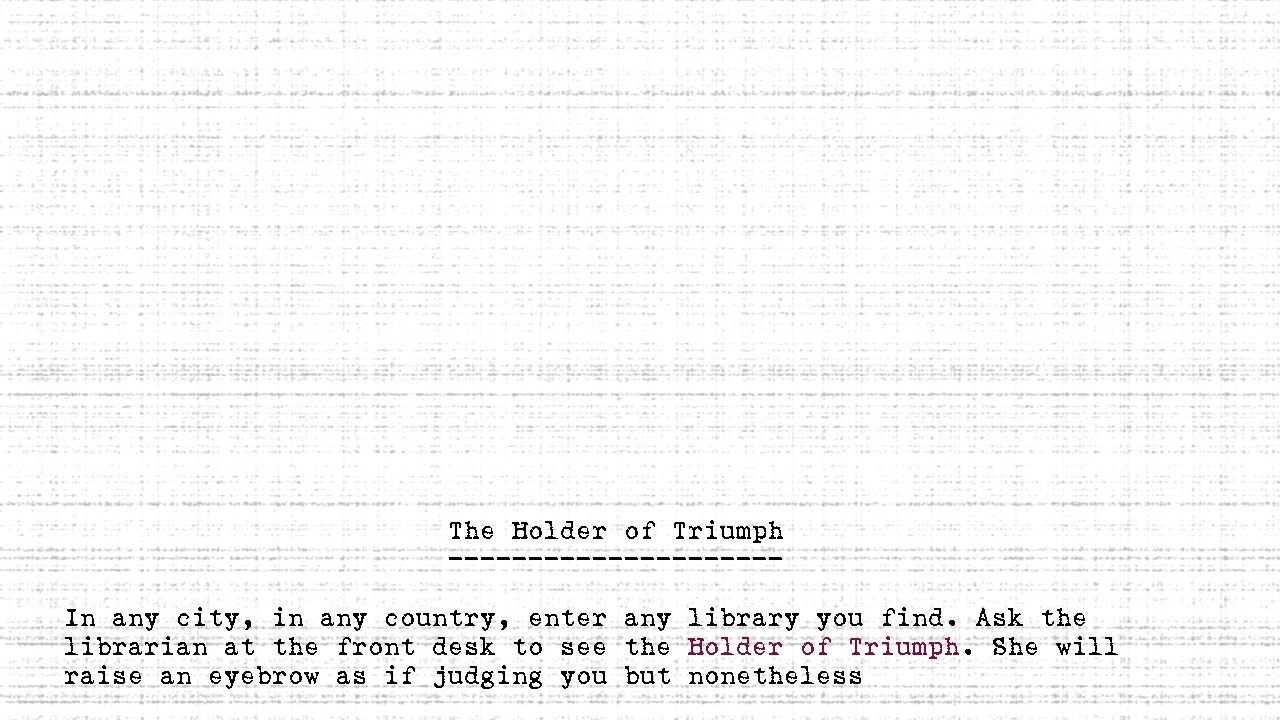 The Holder of Triumph
---------------------
In any city, in any country, enter any library you find. Ask the
librarian at the front desk to see the Holder of Triumph. She will
raise an eyebrow as if judging you but nonetheless